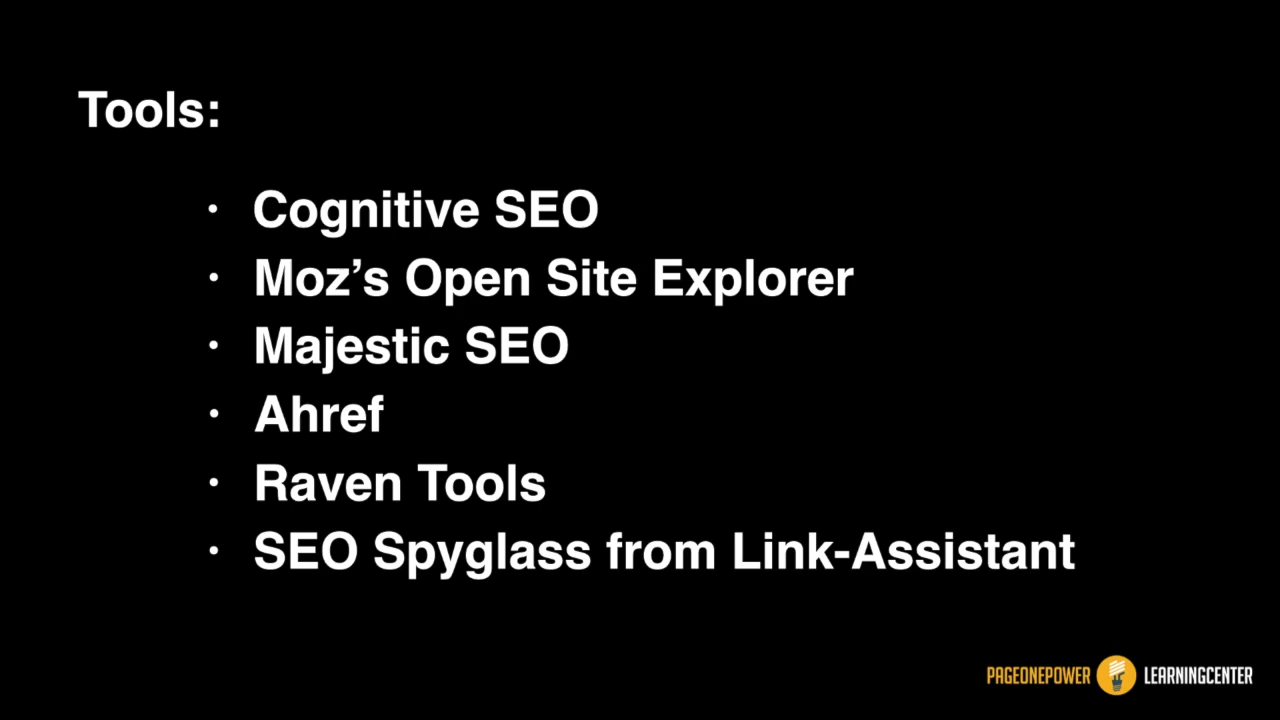 Tools:
· Cognitive SEO
· Moz’s Open Site Explorer
· Majestic SEO
· Ahref
· Raven Tools
· SEO Spyglass from Link-Assistant
PAGEONEPOWER LEARNINGCENTER